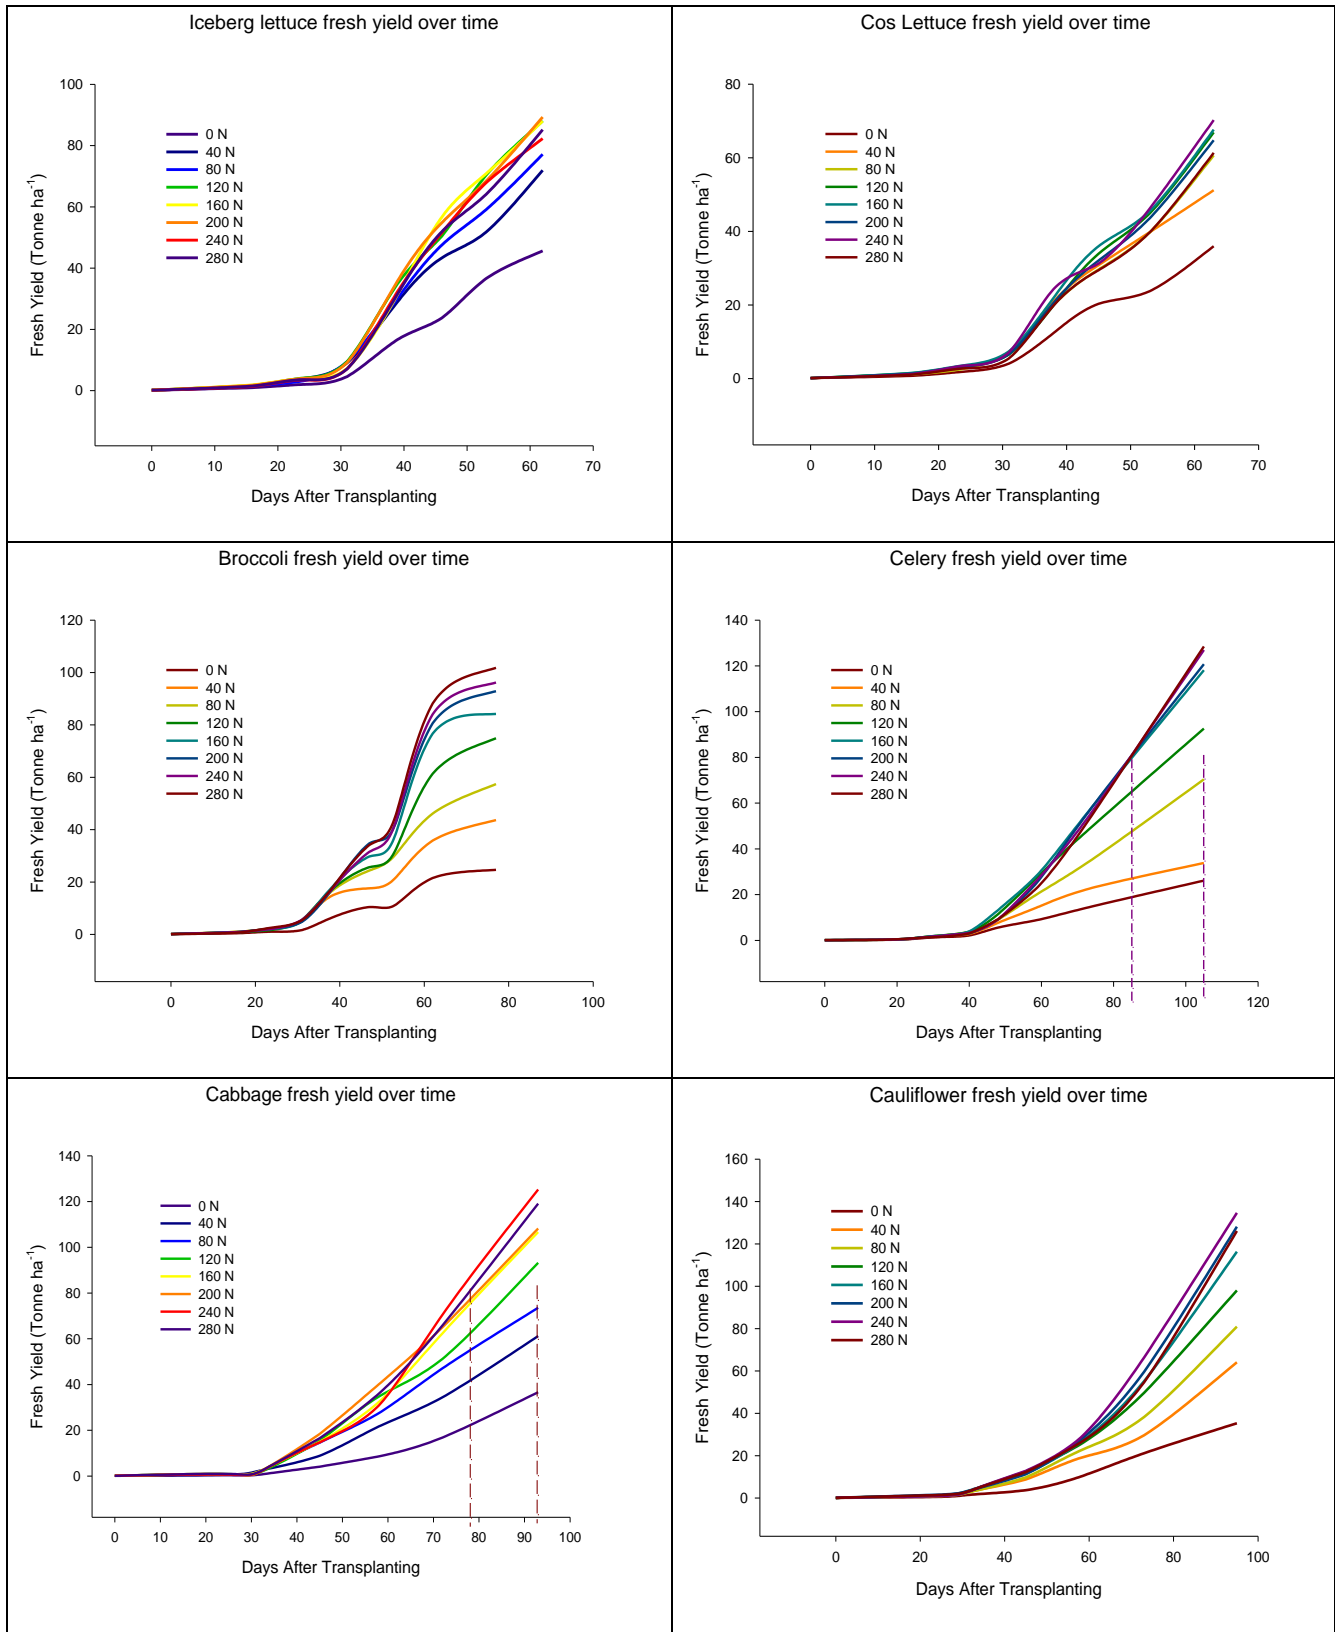 Iceberg lettuce fresh yield over time
Fresh Yield (Tonne ha⁻¹)
100
80
60
40
20
0
0 N
40 N
80 N
120 N
160 N
200 N
240 N
280 N
0 10 20 30 40 50 60 70
Days After Transplanting
Cos Lettuce fresh yield over time
Fresh Yield (Tonne ha⁻¹)
80
60
40
20
0
0 N
40 N
80 N
120 N
160 N
200 N
240 N
280 N
0 10 20 30 40 50 60 70
Days After Transplanting
Broccoli fresh yield over time
Fresh Yield (Tonne ha⁻¹)
120
100
80
60
40
20
0
0 N
40 N
80 N
120 N
160 N
200 N
240 N
280 N
0 20 40 60 80 100
Days After Transplanting
Celery fresh yield over time
Fresh Yield (Tonne ha⁻¹)
140
120
100
80
60
40
20
0
0 N
40 N
80 N
120 N
160 N
200 N
240 N
280 N
0 20 40 60 80 100 120
Days After Transplanting
Cabbage fresh yield over time
Fresh Yield (Tonne ha⁻¹)
140
120
100
80
60
40
20
0
0 N
40 N
80 N
120 N
160 N
200 N
240 N
280 N
0 10 20 30 40 50 60 70 80 90 100
Days After Transplanting
Cauliflower fresh yield over time
Fresh Yield (Tonne ha⁻¹)
160
140
120
100
80
60
40
20
0
0 N
40 N
80 N
120 N
160 N
200 N
240 N
280 N
0 20 40 60 80 100
Days After Transplanting